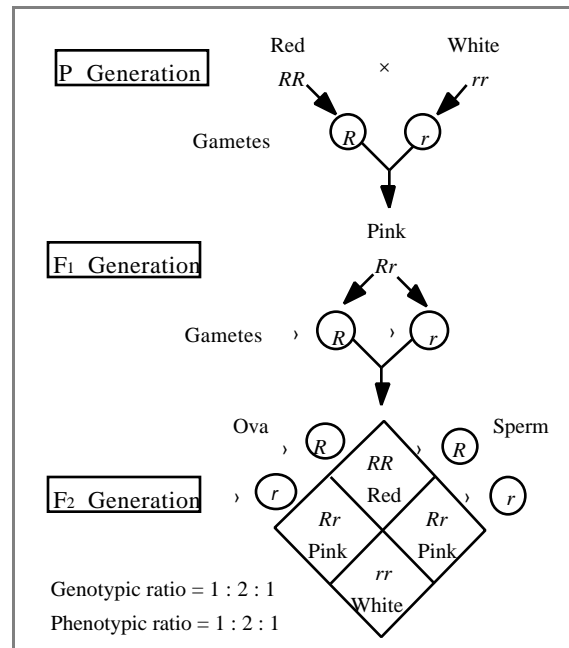 Red White
P Generation
×
RR rr
Gametes R r
Pink
F1 Generation
Rr
Gametes › R › r
Ova Sperm
› R › R
RR
› r Red › r
F2 Generation
Rr Rr
Pink Pink
rr
Genotypic ratio = 1 : 2 : 1
White
Phenotypic ratio = 1 : 2 : 1